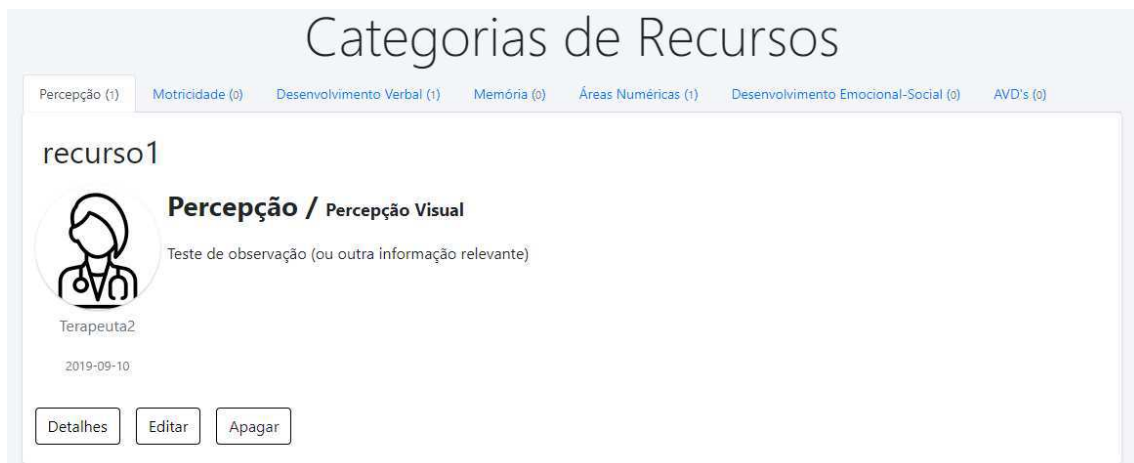 Categorias de Recursos
Percepção (1) Motricidade (0) Desenvolvimento Verbal (1) Memória (0) Áreas Numéricas (1) Desenvolvimento Emocional-Social (0) AVD's (0)
recurso1
Percepção / Percepção Visual
Teste de observação (ou outra informação relevante)
Terapeuta2
2019-09-10
Detalhes Editar Apagar